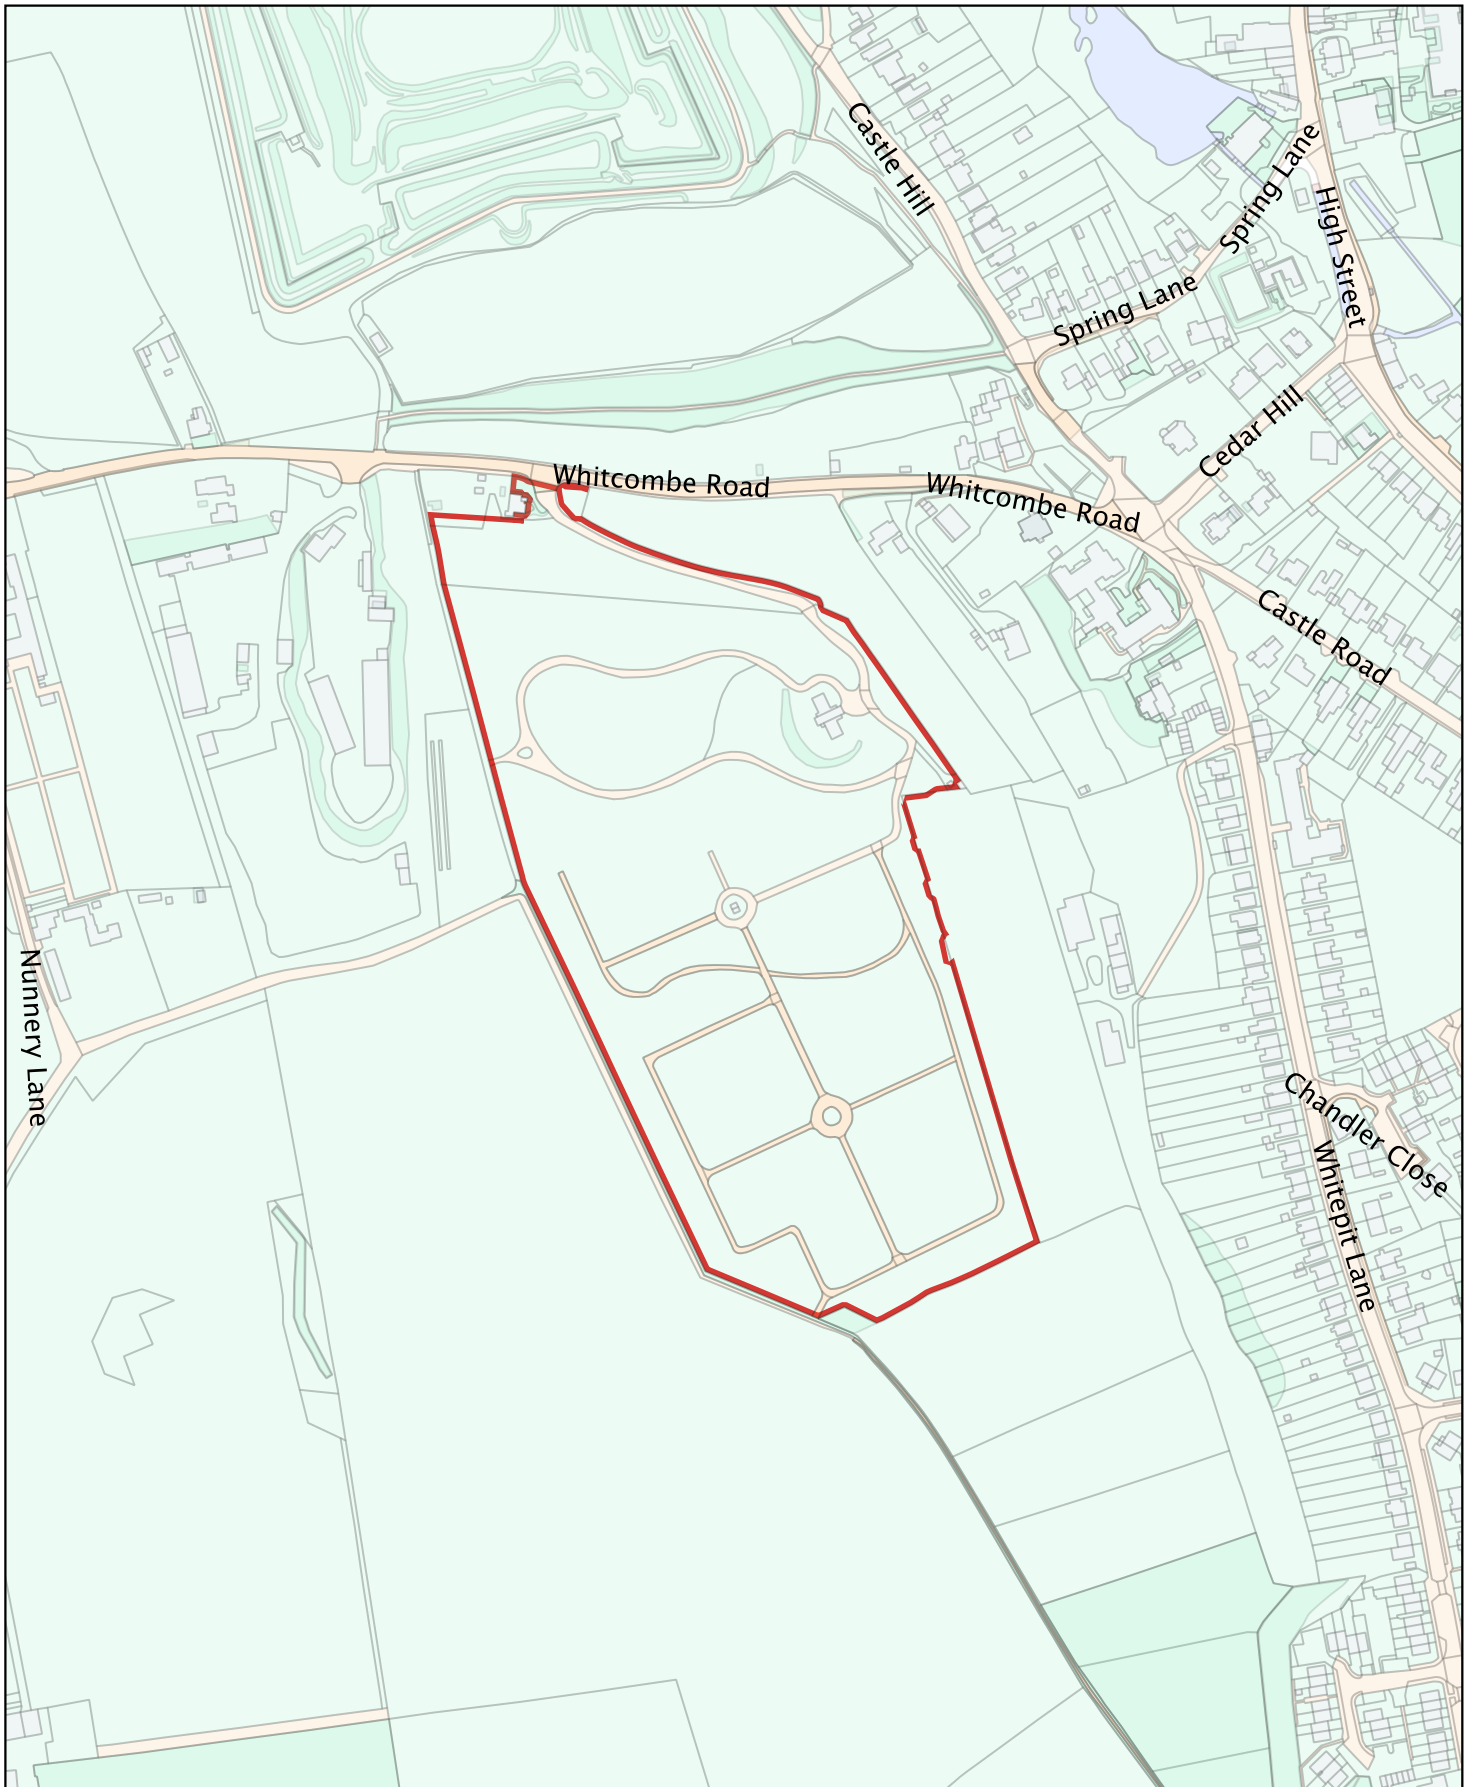 Castle Hill
Spring Lane
High Street
Spring Lane
Cedar Hill
Whitcombe Road
Whitcombe Road
Castle Road
Nunnery Lane
Chandler Close
Whitepit Lane